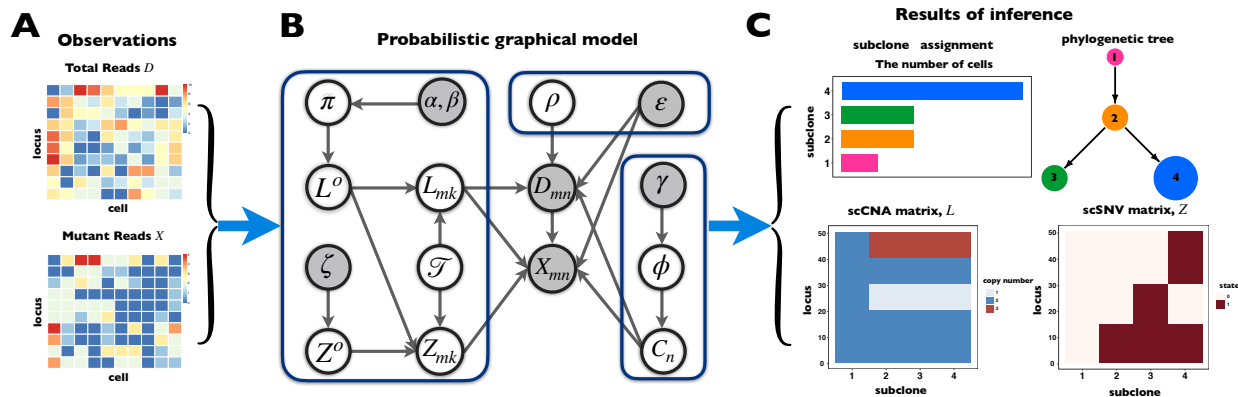 A
Observations
Total Reads D
locus
cell
Mutant Reads X
locus
cell
B
Probabilistic graphical model
π
α, β
ρ
ε
L^o
L_mk
D_mn
γ
ζ
𝒯
X_mn
ϕ
Z^o
Z_mk
C_n
C
Results of inference
subclone assignment
The number of cells
subclone
4
3
2
1
phylogenetic tree
1
2
3
4
scCNA matrix, L
locus
50
40
30
20
10
0
1 2 3 4
subclone
copy number
1
2
3
scSNV matrix, Z
locus
50
40
30
20
10
0
1 2 3 4
subclone
state
0
1